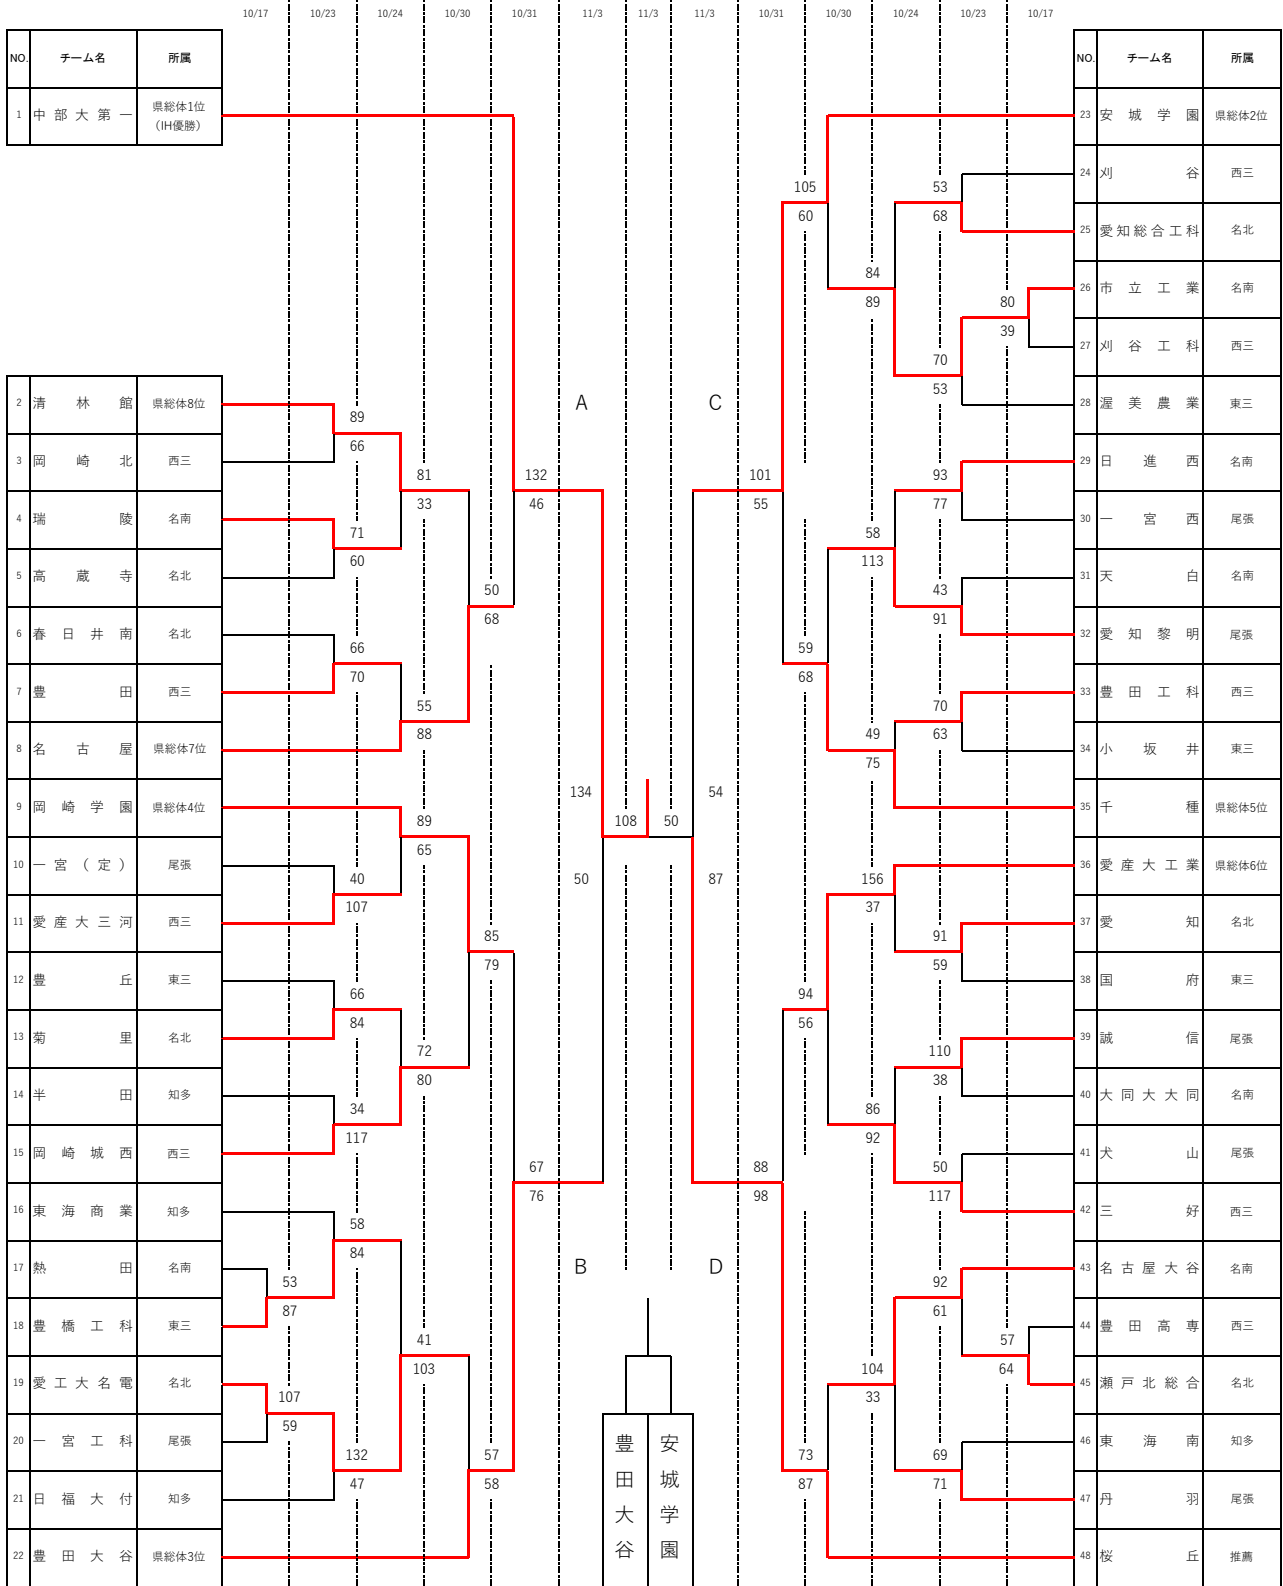 10/17 10/23 10/24 10/30 10/31 11/3 11/3 11/3 10/31 10/30 10/24 10/23 10/17
NO. チーム名 所属
1 中部大第一 県総体1位（IH優勝）
2 清林館 県総体8位
3 岡崎北 西三
4 瑞陵 名南
5 高蔵寺 名北
6 春日井南 名北
7 豊田 西三
8 名古屋 県総体7位
9 岡崎学園 県総体4位
10 一宮（定） 尾張
11 愛産大三河 西三
12 豊丘 東三
13 菊里 名北
14 半田 知多
15 岡崎城西 西三
16 東海商業 知多
17 熱田 名南
18 豊橋工科 東三
19 愛工大名電 名北
20 一宮工科 尾張
21 日福大付 知多
22 豊田大谷 県総体3位
53
87
107
59
89
66
71
60
66
70
40
107
66
84
34
117
58
84
132
47
81
33
55
88
89
65
72
80
41
103
50
68
85
79
57
58
132
46
67
76
A
B
134
50
108
50
54
87
C
D
101
55
88
98
105
60
59
68
94
56
73
87
84
89
58
113
49
75
156
37
86
92
104
33
53
68
70
53
93
77
43
91
70
63
91
59
110
38
50
117
92
61
69
71
80
39
57
64
豊田大谷
安城学園
NO. チーム名 所属
23 安城学園 県総体2位
24 刈谷 西三
25 愛知総合工科 名北
26 市立工業 名南
27 刈谷工科 西三
28 渥美農業 東三
29 日進西 名南
30 一宮西 尾張
31 天白 名南
32 愛知黎明 尾張
33 豊田工科 西三
34 小坂井 東三
35 千種 県総体5位
36 愛産大工業 県総体6位
37 愛知 名北
38 国府 東三
39 誠信 尾張
40 大同大大同 名南
41 犬山 尾張
42 三好 西三
43 名古屋大谷 名南
44 豊田高専 西三
45 瀬戸北総合 名北
46 東海南 知多
47 丹羽 尾張
48 桜丘 推薦